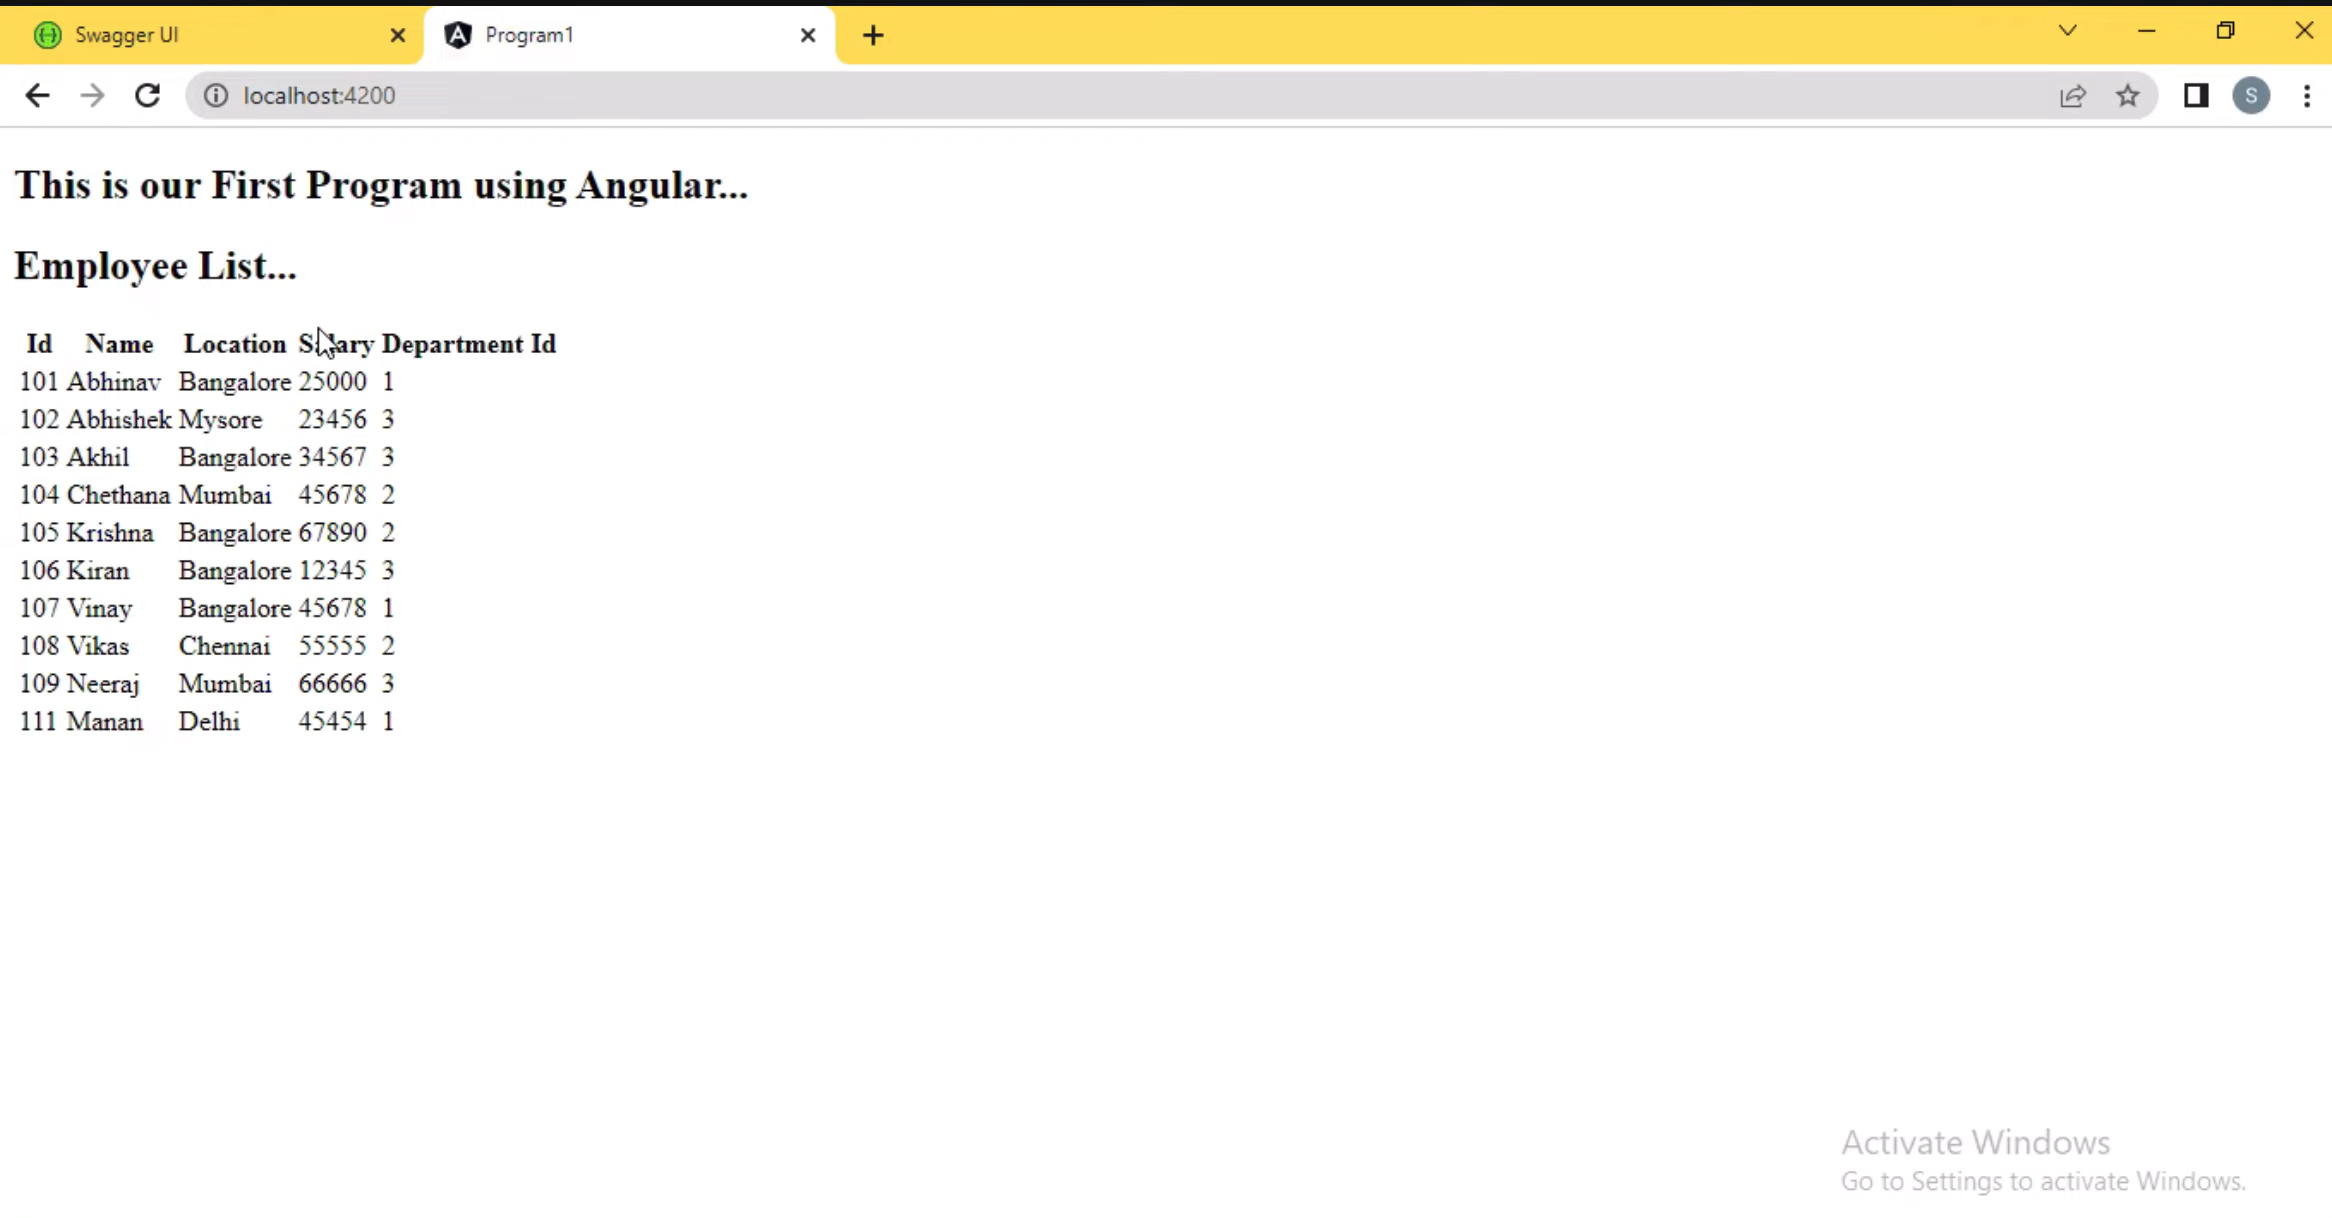 Swagger UI
Program1
localhost:4200
S
This is our First Program using Angular...
Employee List...
Id Name Location Salary Department Id
101 Abhinav Bangalore 25000 1
102 Abhishek Mysore 23456 3
103 Akhil Bangalore 34567 3
104 Chethana Mumbai 45678 2
105 Krishna Bangalore 67890 2
106 Kiran Bangalore 12345 3
107 Vinay Bangalore 45678 1
108 Vikas Chennai 55555 2
109 Neeraj Mumbai 66666 3
111 Manan Delhi 45454 1
Activate Windows
Go to Settings to activate Windows.